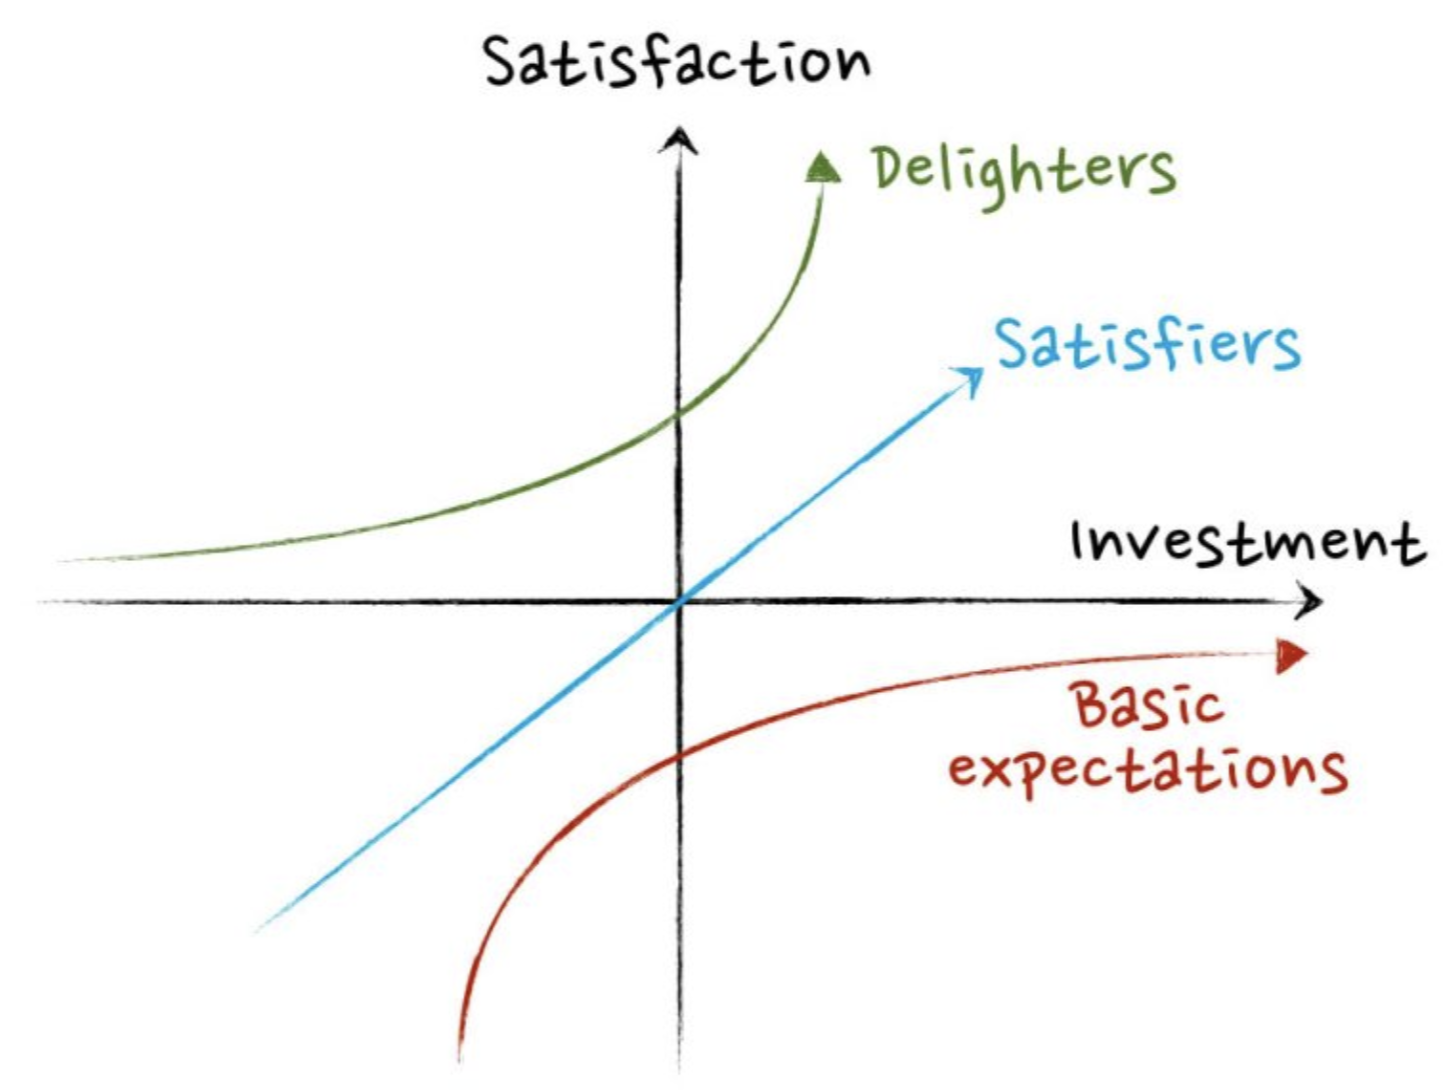 Satisfaction
Delighters
Satisfiers
Investment
Basic
expectations